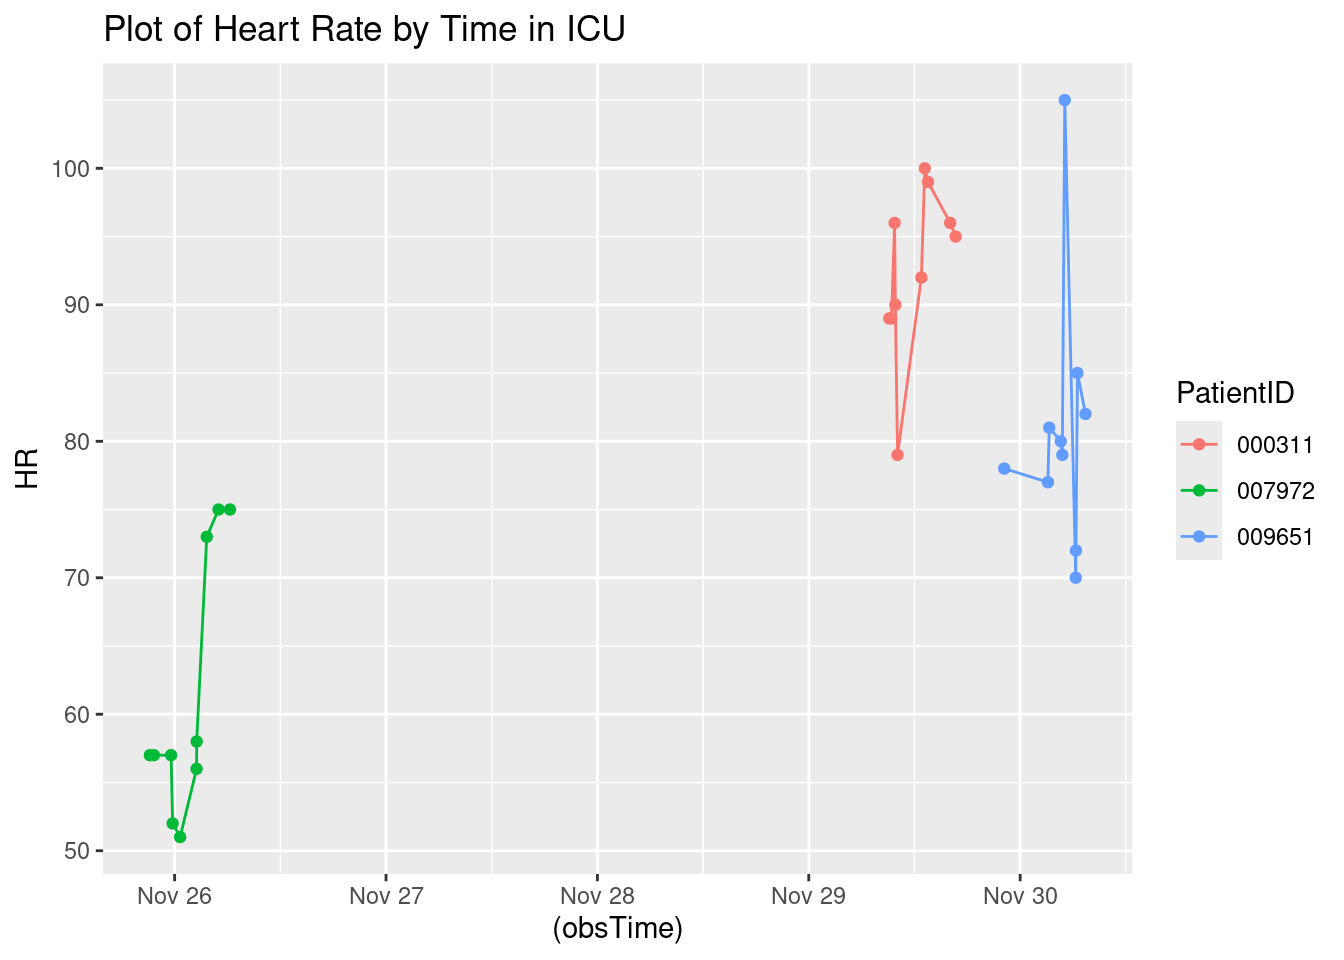 Plot of Heart Rate by Time in ICU
HR
100
90
80
70
60
50
Nov 26
Nov 27
Nov 28
Nov 29
Nov 30
(obsTime)
PatientID
000311
007972
009651